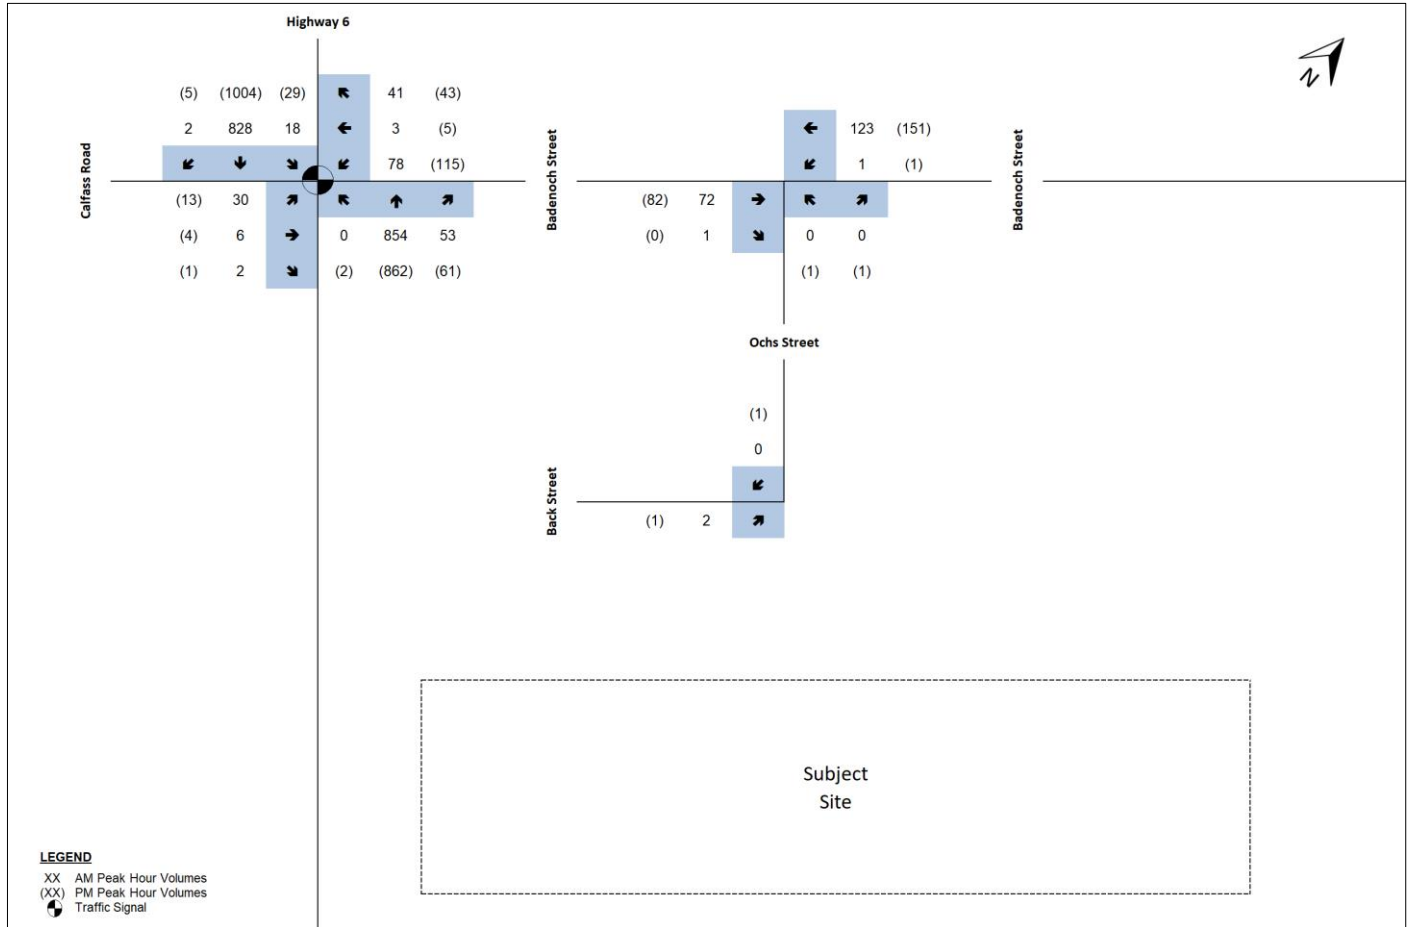 Highway 6
N
(5) (1004) (29) 41 (43)
2 828 18 3 (5)
78 (115)
Calfass Road
(13) 30
(4) 6 0 854 53
(1) 2 (2) (862) (61)
Badenoch Street
123 (151)
1 (1)
(82) 72
(0) 1 0 0
(1) (1)
Badenoch Street
Ochs Street
(1)
0
Back Street
(1) 2
Subject
Site
LEGEND
XX AM Peak Hour Volumes
(XX) PM Peak Hour Volumes
Traffic Signal